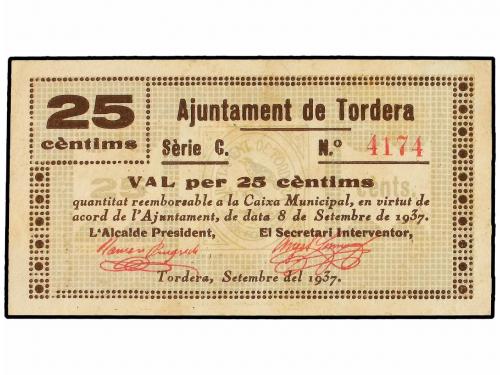 25
cèntims
Ajuntament de Tordera
Sèrie C. N.º 4174
VAL per 25 cèntims
quantitat reemborsable a la Caixa Municipal, en virtut de
acord de l'Ajuntament, de data 8 de Setembre de 1937.
L'Alcalde President, El Secretari Interventor,
Tordera, Setembre del 1937.